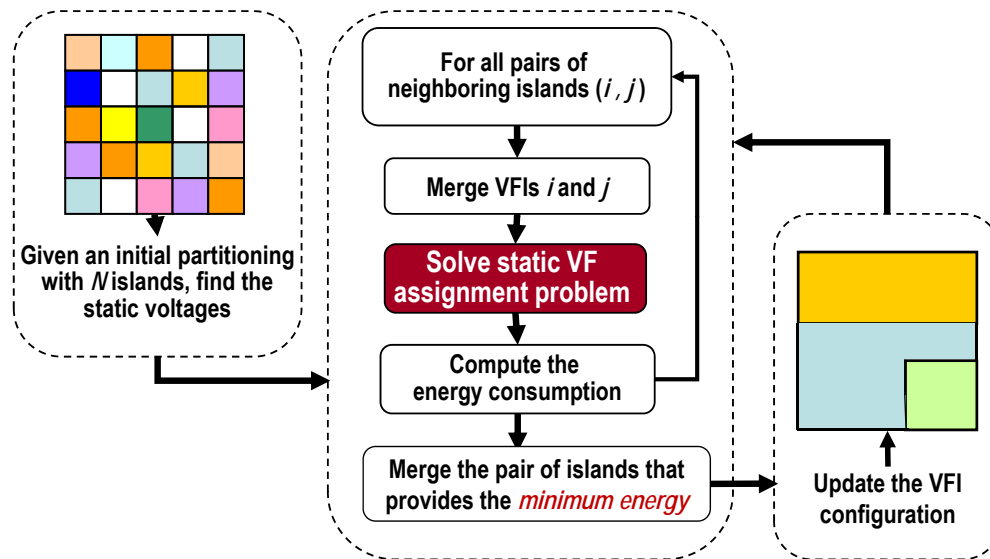 Given an initial partitioning
with N islands, find the
static voltages
For all pairs of
neighboring islands (i , j)
Merge VFIs i and j
Solve static VF
assignment problem
Compute the
energy consumption
Merge the pair of islands that
provides the minimum energy
Update the VFI
configuration